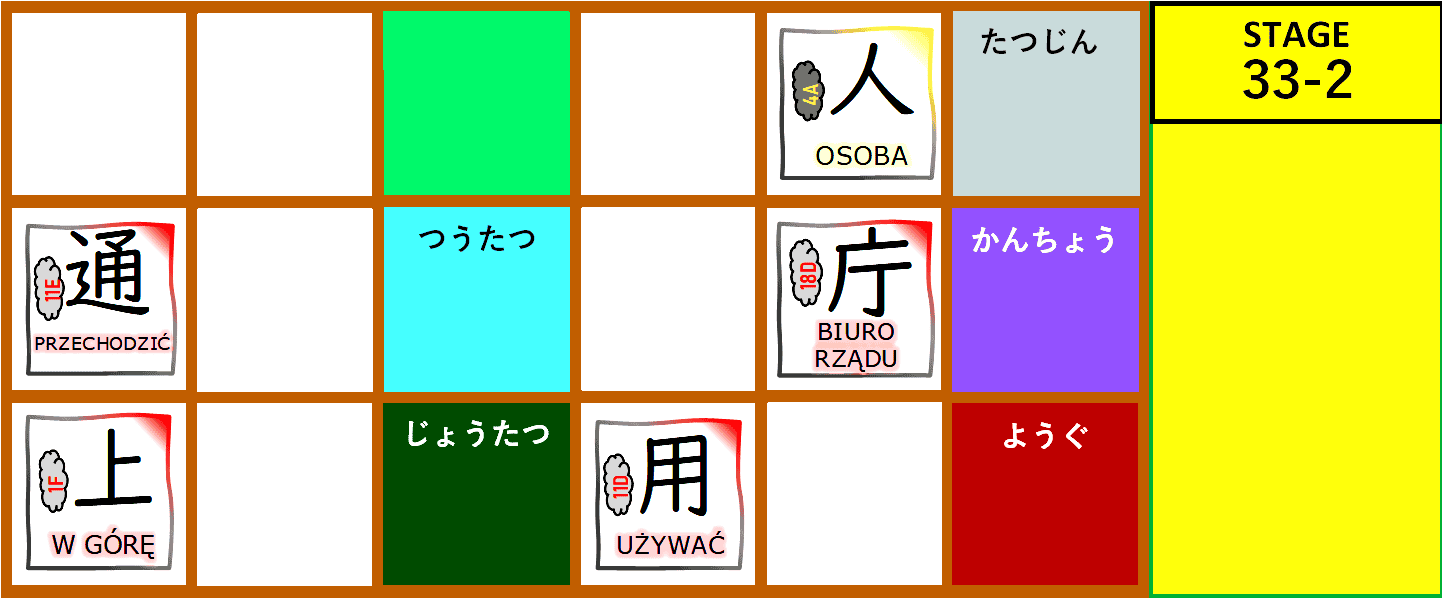 人
4A
OSOBA
たつじん
STAGE
33-2
通
11E
PRZECHODZIĆ
つうたつ
庁
18D
BIURO
RZĄDU
かんちょう
上
1F
W GÓRĘ
じょうたつ
用
11D
UŻYWAĆ
ようぐ